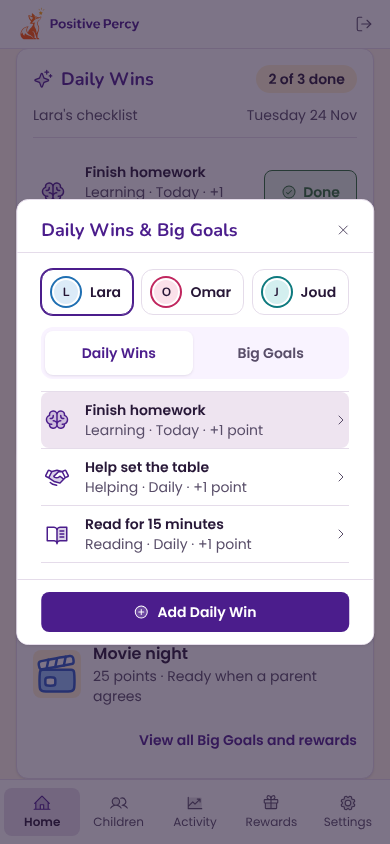 Positive Percy
Daily Wins
2 of 3 done
Lara's checklist
Tuesday 24 Nov
Finish homework
Learning · Today · +1
Done
Daily Wins & Big Goals
L Lara
O Omar
J Joud
Daily Wins
Big Goals
Finish homework
Learning · Today · +1 point
Help set the table
Helping · Daily · +1 point
Read for 15 minutes
Reading · Daily · +1 point
Add Daily Win
Movie night
25 points · Ready when a parent
agrees
View all Big Goals and rewards
Home
Children
Activity
Rewards
Settings